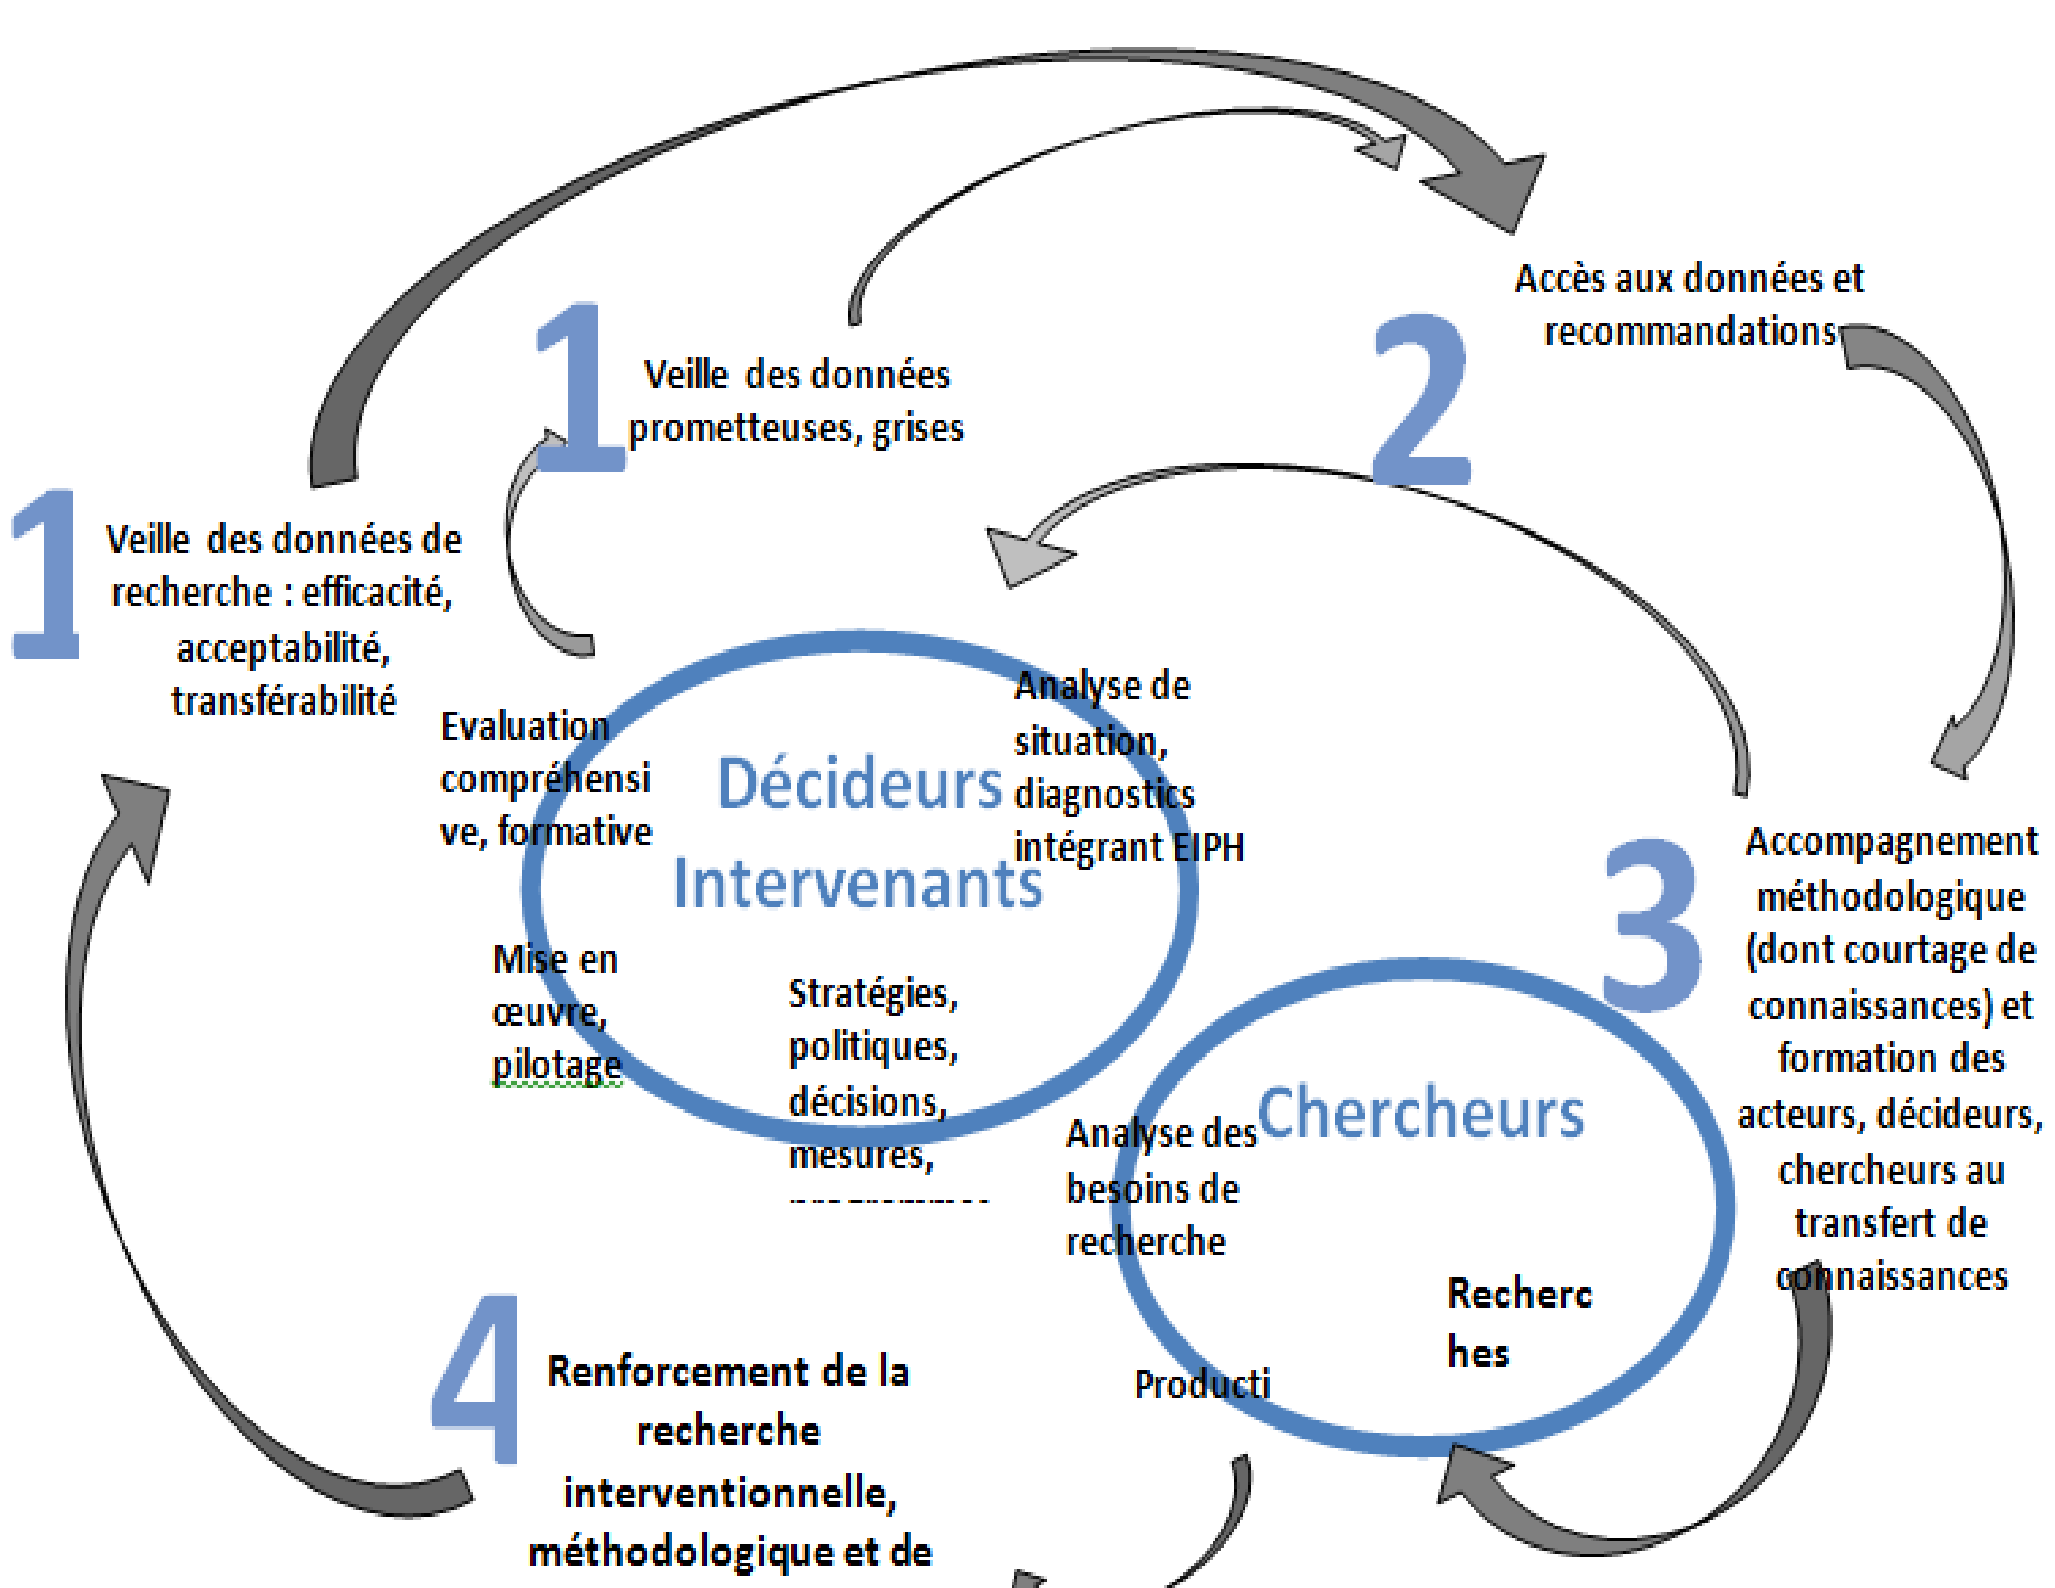 Accès aux données et
recommandations
2
1
Veille des données
prometteuses, grises
1
Veille des données de
recherche : efficacité,
acceptabilité,
transférabilité
Evaluation
compréhensi
ve, formative
Décideurs
Intervenants
Analyse de
situation,
diagnostics
intégrant EIPH
Mise en
œuvre,
pilotage
Stratégies,
politiques,
décisions,
mesures,
3
Accompagnement
méthodologique
(dont courtage de
connaissances) et
formation des
acteurs, décideurs,
chercheurs au
transfert de
connaissances
Chercheurs
Analyse des
besoins de
recherche
Recherc
hes
Producti
4
Renforcement de la
recherche
interventionnelle,
méthodologique et de